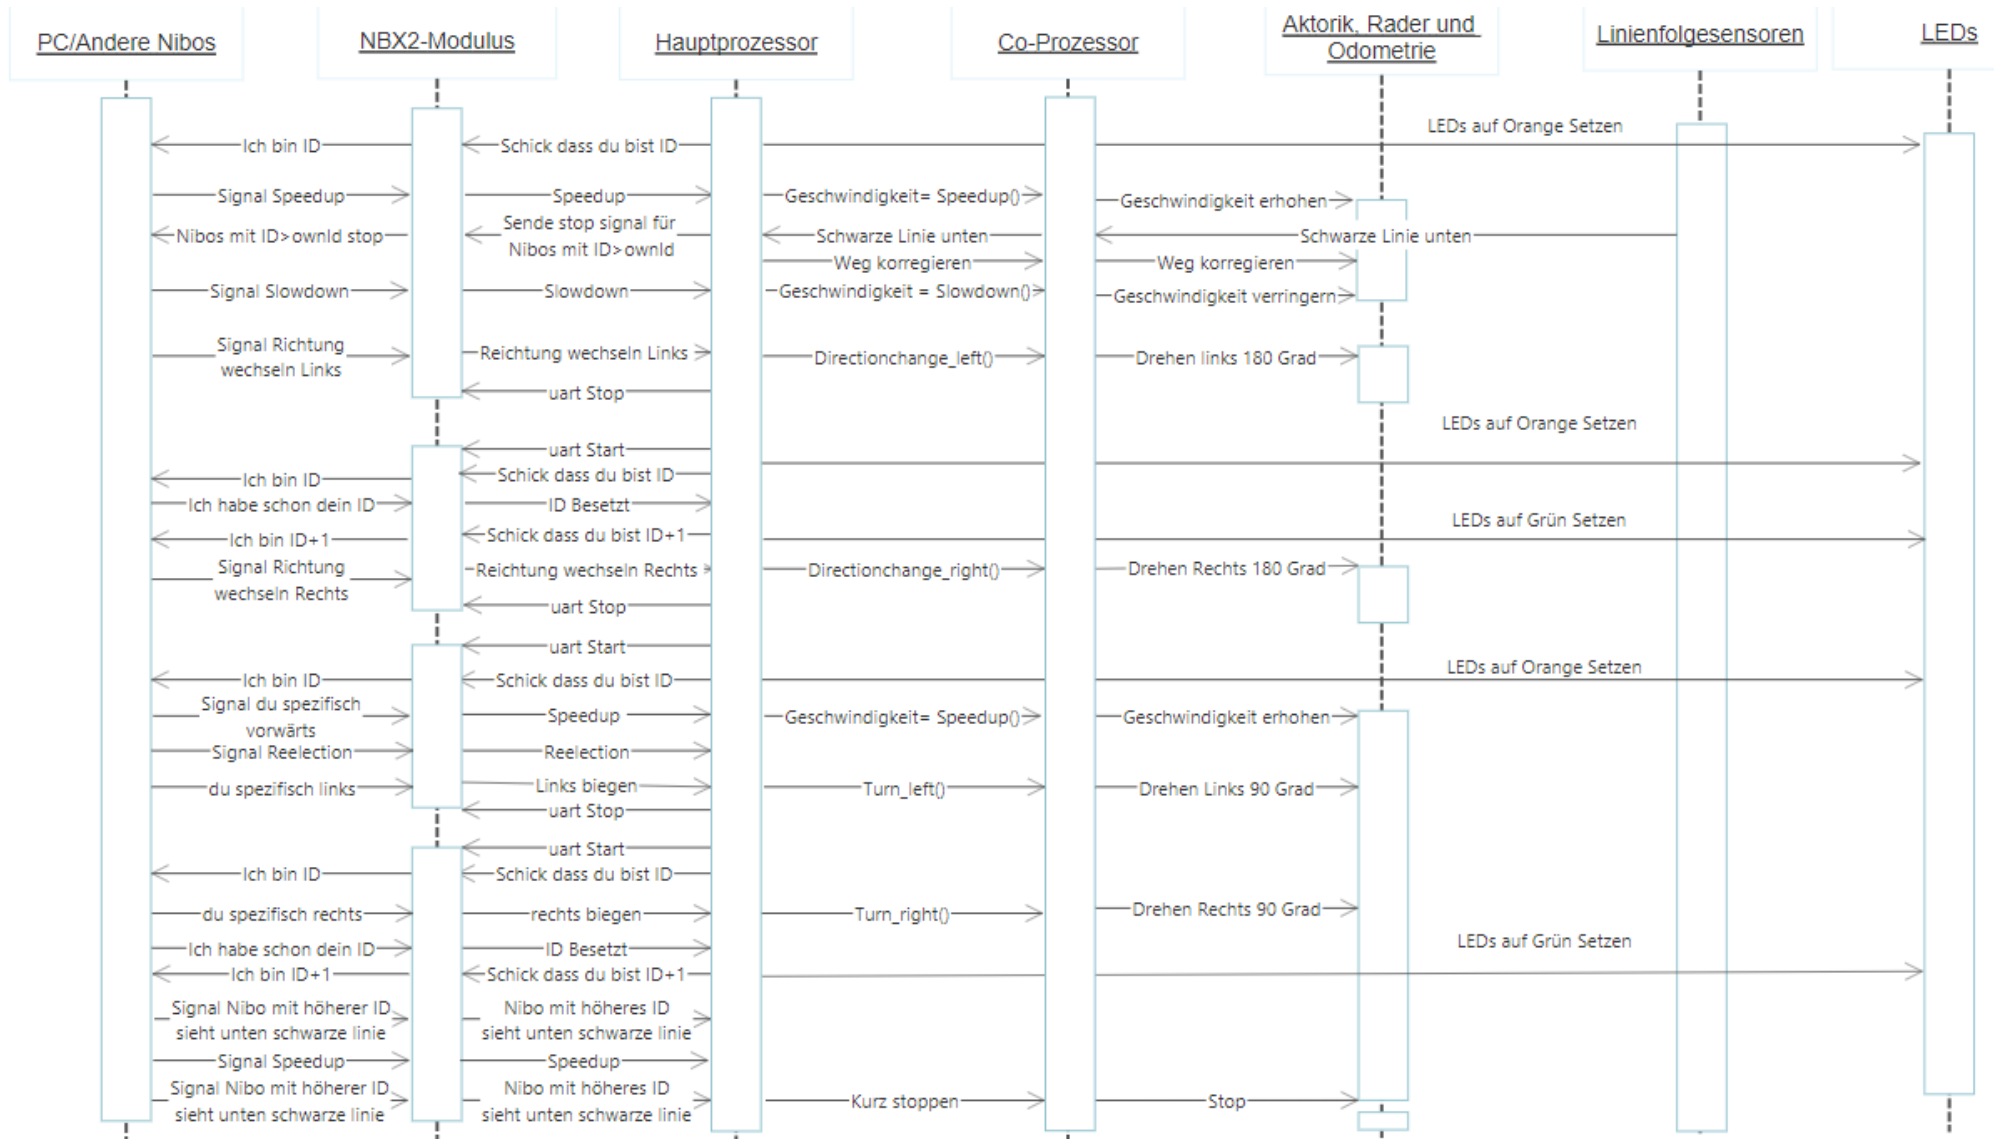 PC/Andere Nibos
NBX2-Modulus
Hauptprozessor
Co-Prozessor
Aktorik, Rader und
Odometrie
Linienfolgesensoren
LEDs
Ich bin ID
Schick dass du bist ID
LEDs auf Orange Setzen
Signal Speedup
Speedup
Geschwindigkeit= Speedup()
Geschwindigkeit erhohen
Nibos mit ID>ownId stop
Sende stop signal für
Nibos mit ID>ownId
Schwarze Linie unten
Schwarze Linie unten
Weg korregieren
Weg korregieren
Signal Slowdown
Slowdown
Geschwindigkeit = Slowdown()
Geschwindigkeit verringern
Signal Richtung
wechseln Links
Reichtung wechseln Links
Directionchange_left()
Drehen links 180 Grad
uart Stop
LEDs auf Orange Setzen
uart Start
Ich bin ID
Schick dass du bist ID
Ich habe schon dein ID
ID Besetzt
LEDs auf Grün Setzen
Ich bin ID+1
Schick dass du bist ID+1
Signal Richtung
wechseln Rechts
Reichtung wechseln Rechts
Directionchange_right()
Drehen Rechts 180 Grad
uart Stop
uart Start
LEDs auf Orange Setzen
Ich bin ID
Schick dass du bist ID
Signal du spezifisch
vorwärts
Speedup
Geschwindigkeit= Speedup()
Geschwindigkeit erhohen
Signal Reelection
Reelection
du spezifisch links
Links biegen
Turn_left()
Drehen Links 90 Grad
uart Stop
uart Start
Ich bin ID
Schick dass du bist ID
du spezifisch rechts
rechts biegen
Turn_right()
Drehen Rechts 90 Grad
Ich habe schon dein ID
ID Besetzt
LEDs auf Grün Setzen
Ich bin ID+1
Schick dass du bist ID+1
Signal Nibo mit höherer ID
sieht unten schwarze linie
Nibo mit höheres ID
sieht unten schwarze linie
Signal Speedup
Speedup
Signal Nibo mit höherer ID
sieht unten schwarze linie
Nibo mit höheres ID
sieht unten schwarze linie
Kurz stoppen
Stop